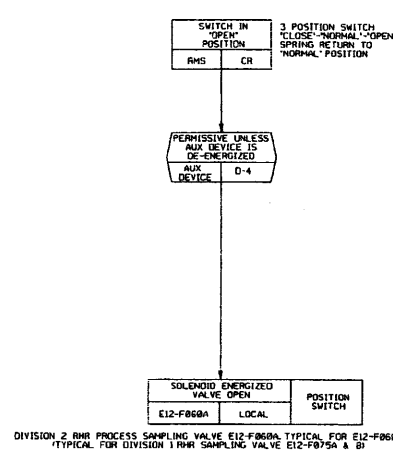 SWITCH IN
"OPEN"
POSITION
RMS CR
3 POSITION SWITCH
"CLOSE"-"NORMAL"-"OPEN
SPRING RETURN TO
"NORMAL" POSITION
PERMISSIVE UNLESS
AUX DEVICE IS
DE-ENERGIZED
AUX
DEVICE
D-4
SOLENOID ENERGIZED
VALVE OPEN
E12-F060A LOCAL
POSITION
SWITCH
DIVISION 2 RHR PROCESS SAMPLING VALVE E12-F060A. TYPICAL FOR E12-F06
(TYPICAL FOR DIVISION 1 RHR SAMPLING VALVE E12-F075A & B)